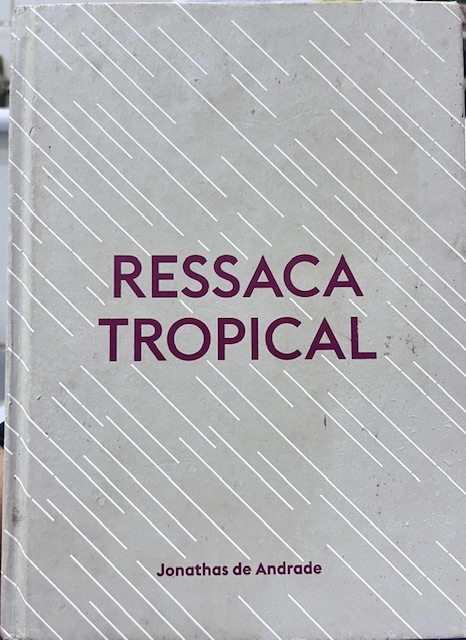 RESSACA
TROPICAL
Jonathas de Andrade